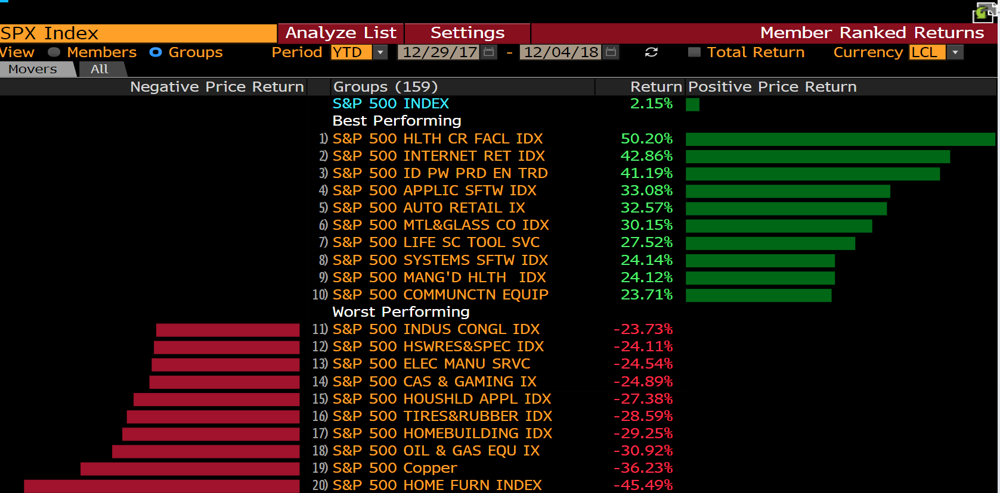 SPX Index Analyze List Settings Member Ranked Returns
View Members Groups Period YTD 12/29/17 - 12/04/18 Total Return Currency LCL
Movers All
Negative Price Return Groups (159) Return Positive Price Return
S&P 500 INDEX 2.15%
Best Performing
1) S&P 500 HLTH CR FACL IDX 50.20%
2) S&P 500 INTERNET RET IDX 42.86%
3) S&P 500 ID PW PRD EN TRD 41.19%
4) S&P 500 APPLIC SFTW IDX 33.08%
5) S&P 500 AUTO RETAIL IX 32.57%
6) S&P 500 MTL&GLASS CO IDX 30.15%
7) S&P 500 LIFE SC TOOL SVC 27.52%
8) S&P 500 SYSTEMS SFTW IDX 24.14%
9) S&P 500 MANG'D HLTH IDX 24.12%
10) S&P 500 COMMUNCTN EQUIP 23.71%
Worst Performing
11) S&P 500 INDUS CONGL IDX -23.73%
12) S&P 500 HSWRES&SPEC IDX -24.11%
13) S&P 500 ELEC MANU SRVC -24.54%
14) S&P 500 CAS & GAMING IX -24.89%
15) S&P 500 HOUSHLD APPL IDX -27.38%
16) S&P 500 TIRES&RUBBER IDX -28.59%
17) S&P 500 HOMEBUILDING IDX -29.25%
18) S&P 500 OIL & GAS EQU IX -30.92%
19) S&P 500 Copper -36.23%
20) S&P 500 HOME FURN INDEX -45.49%